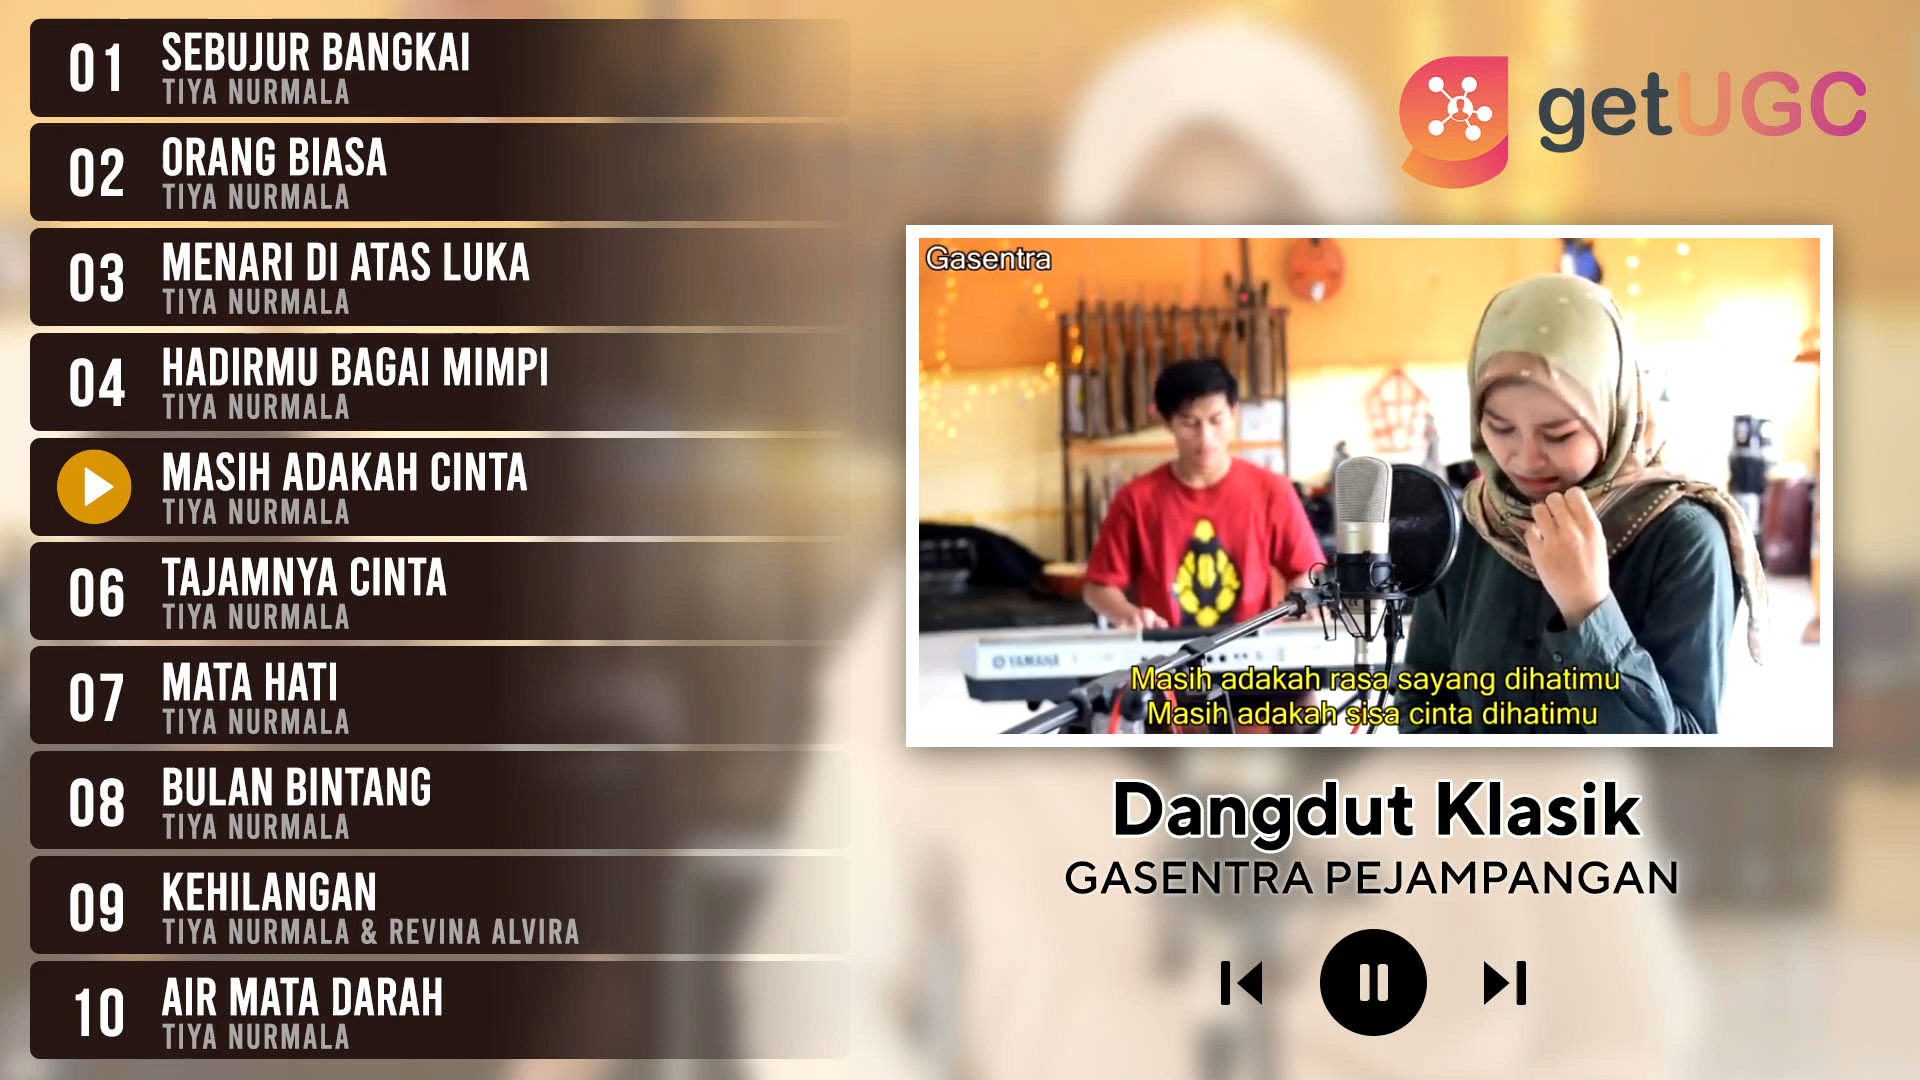 01 SEBUJUR BANGKAI
TIYA NURMALA
02 ORANG BIASA
TIYA NURMALA
03 MENARI DI ATAS LUKA
TIYA NURMALA
04 HADIRMU BAGAI MIMPI
TIYA NURMALA
MASIH ADAKAH CINTA
TIYA NURMALA
06 TAJAMNYA CINTA
TIYA NURMALA
07 MATA HATI
TIYA NURMALA
08 BULAN BINTANG
TIYA NURMALA
09 KEHILANGAN
TIYA NURMALA & REVINA ALVIRA
10 AIR MATA DARAH
TIYA NURMALA
getUGC
Gasentra
YAMAHA
Masih adakah rasa sayang dihatimu
Masih adakah sisa cinta dihatimu
Dangdut Klasik
GASENTRA PEJAMPANGAN